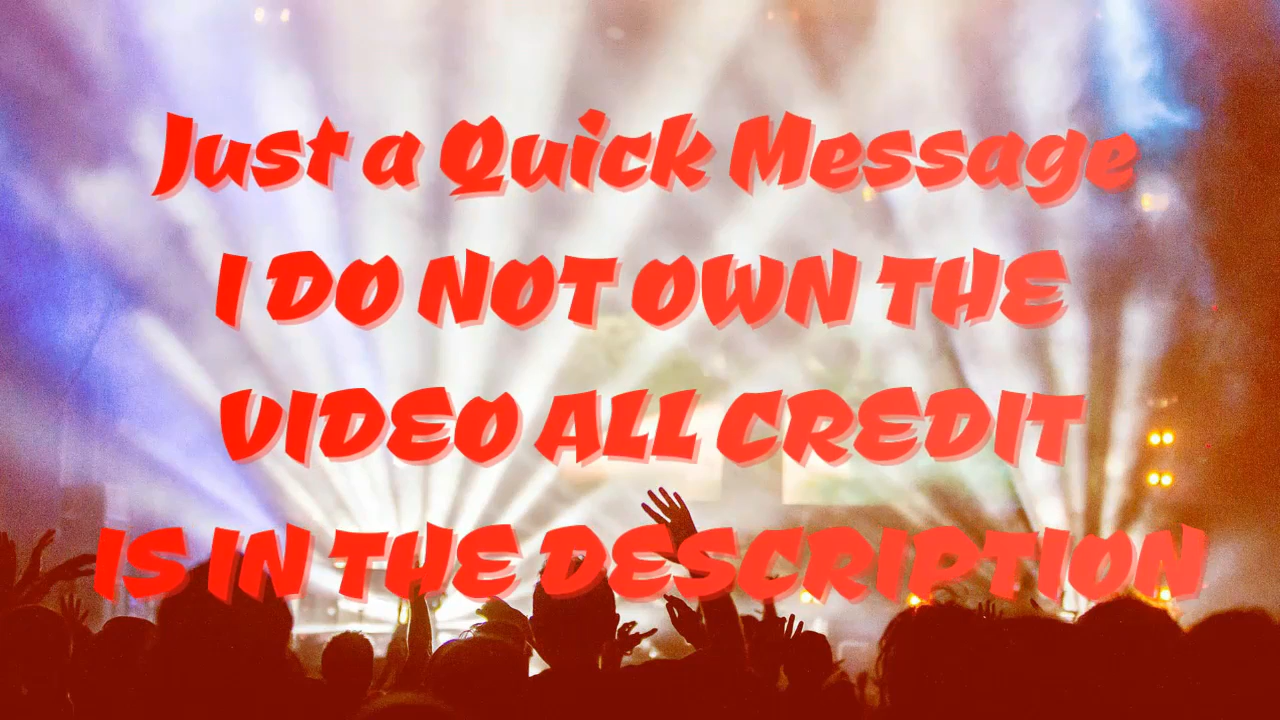 Just a Quick Message
I DO NOT OWN THE
VIDEO ALL CREDIT
IS IN THE DESCRIPTION